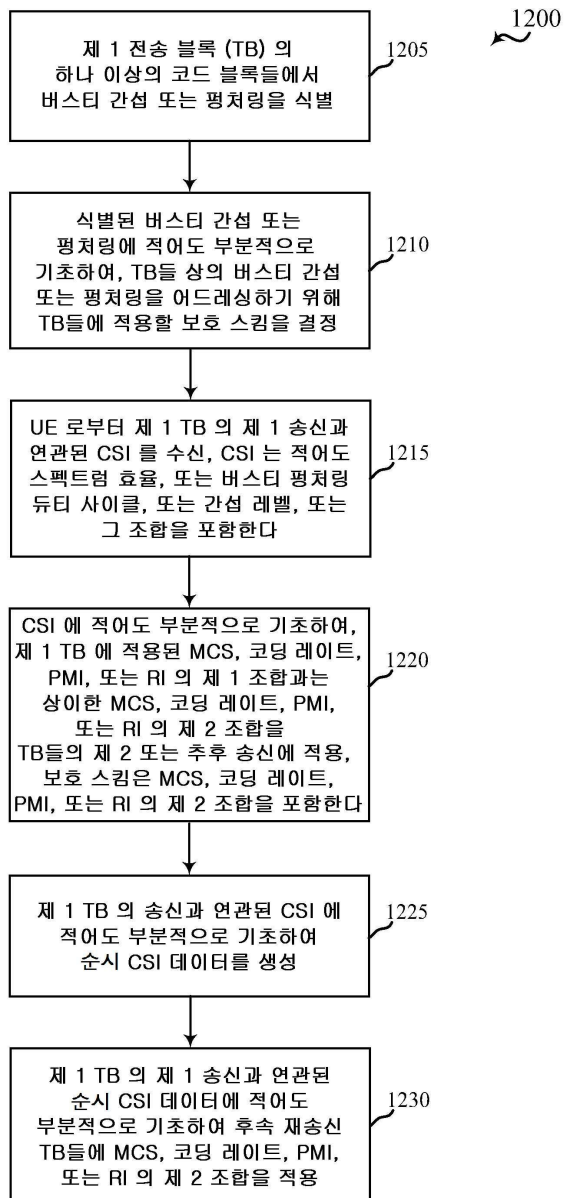 1200
제 1 전송 블록 (TB) 의
하나 이상의 코드 블록들에서
버스티 간섭 또는 펑처링을 식별
1205
식별된 버스티 간섭 또는
펑처링에 적어도 부분적으로
기초하여, TB들 상의 버스티 간섭
또는 펑처링을 어드레싱하기 위해
TB들에 적용할 보호 스킴을 결정
1210
UE 로부터 제 1 TB 의 제 1 송신과
연관된 CSI 를 수신, CSI 는 적어도
스펙트럼 효율, 또는 버스티 펑처링
듀티 사이클, 또는 간섭 레벨, 또는
그 조합을 포함한다
1215
CSI 에 적어도 부분적으로 기초하여,
제 1 TB 에 적용된 MCS, 코딩 레이트,
PMI, 또는 RI 의 제 1 조합과는
상이한 MCS, 코딩 레이트, PMI,
또는 RI 의 제 2 조합을
TB들의 제 2 또는 추후 송신에 적용,
보호 스킴은 MCS, 코딩 레이트,
PMI, 또는 RI 의 제 2 조합을 포함한다
1220
제 1 TB 의 송신과 연관된 CSI 에
적어도 부분적으로 기초하여
순시 CSI 데이터를 생성
1225
제 1 TB 의 제 1 송신과 연관된
순시 CSI 데이터에 적어도
부분적으로 기초하여 후속 재송신
TB들에 MCS, 코딩 레이트, PMI,
또는 RI 의 제 2 조합을 적용
1230